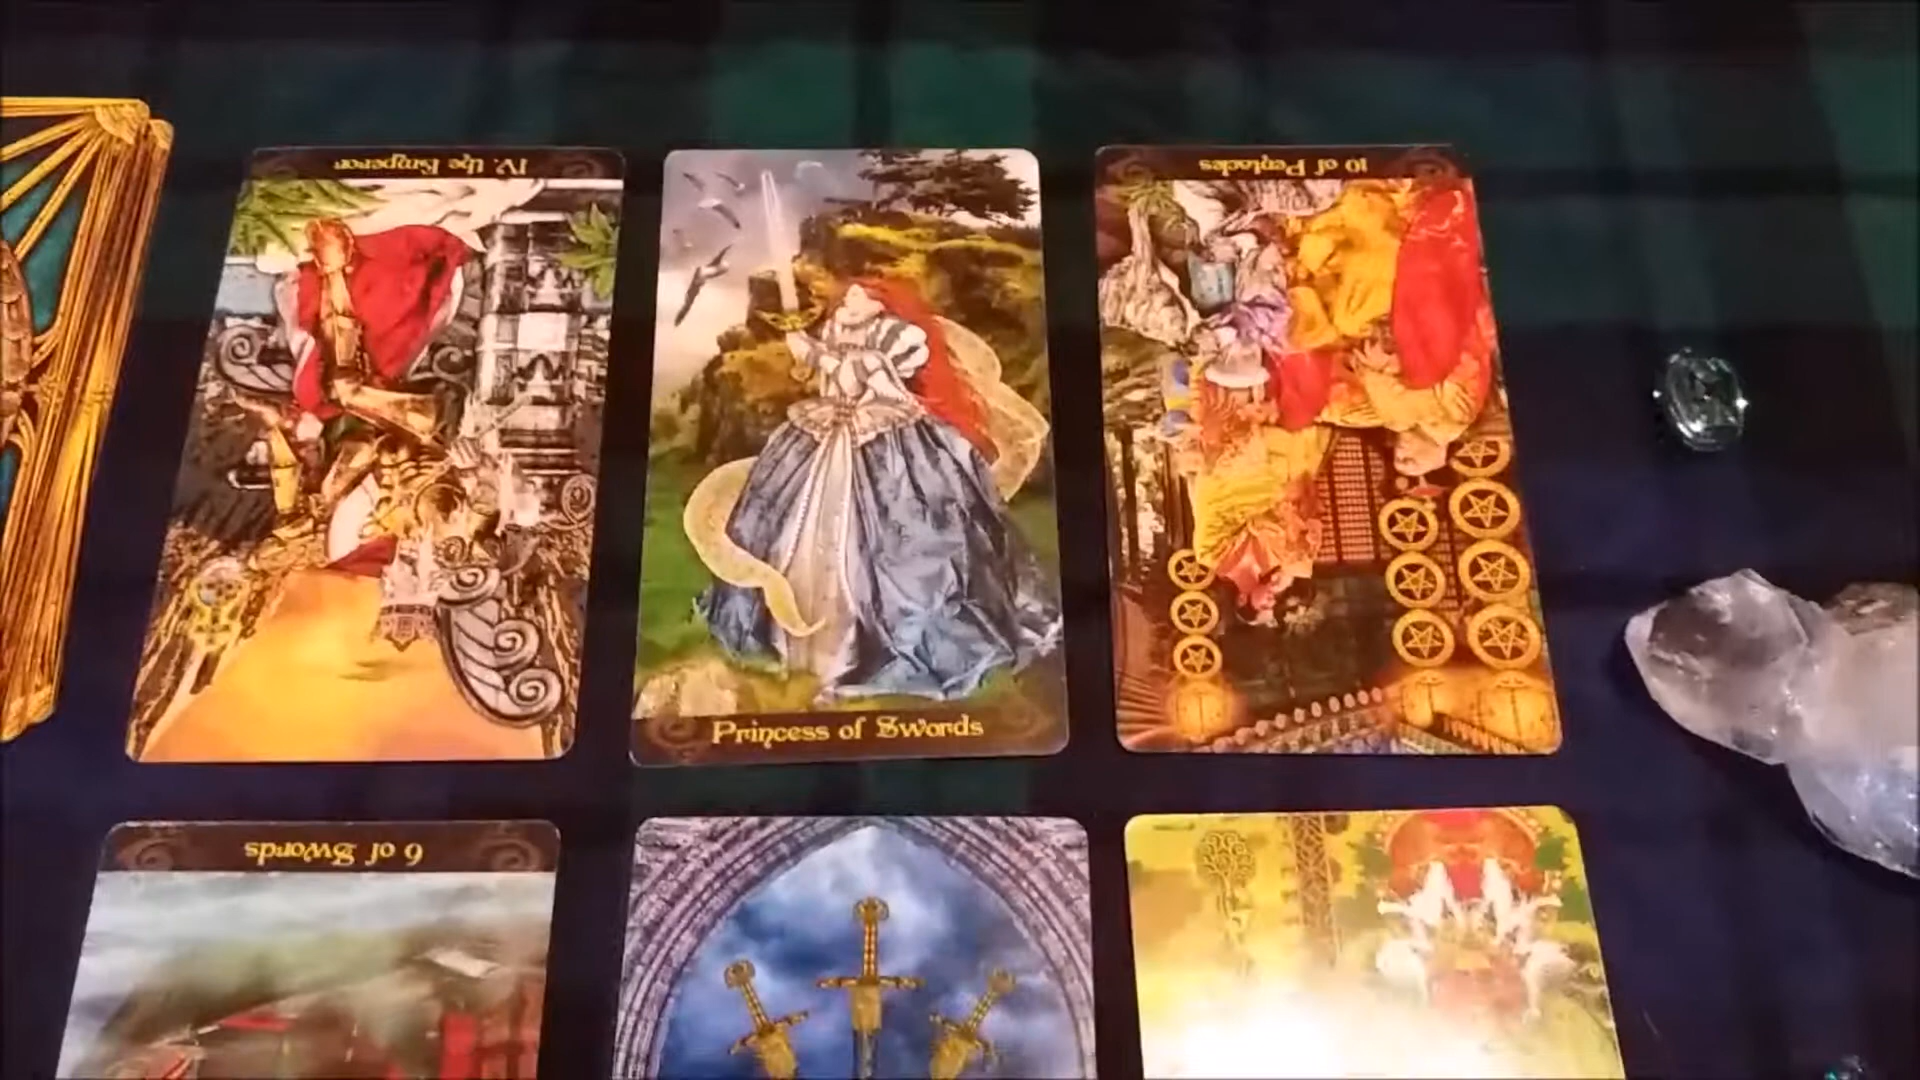 IV. The Emperor
Princess of Swords
10 of Pentacles
6 of Swords